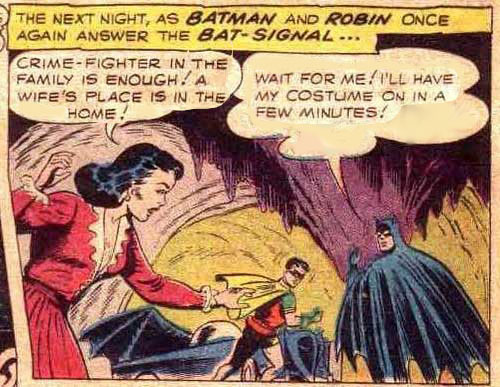 THE NEXT NIGHT, AS BATMAN AND ROBIN ONCE
AGAIN ANSWER THE BAT-SIGNAL...
CRIME-FIGHTER IN THE
FAMILY IS ENOUGH! A
WIFE'S PLACE IS IN THE
HOME!
WAIT FOR ME! I'LL HAVE
MY COSTUME ON IN A
FEW MINUTES!